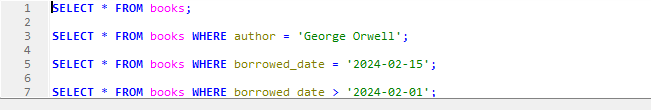 1 SELECT * FROM books;
2
3 SELECT * FROM books WHERE author = 'George Orwell';
4
5 SELECT * FROM books WHERE borrowed_date = '2024-02-15';
6
7 SELECT * FROM books WHERE borrowed_date > '2024-02-01';